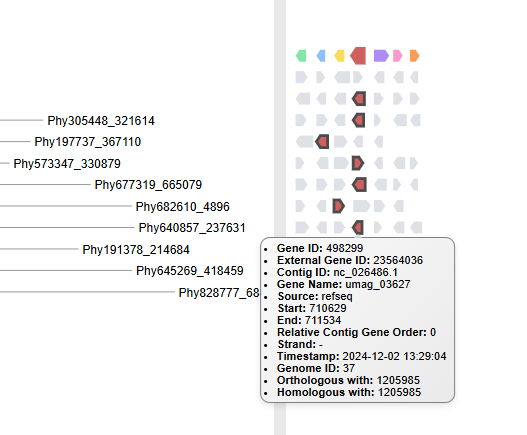 Phy305448_321614
Phy197737_367110
Phy573347_330879
Phy677319_665079
Phy682610_4896
Phy640857_237631
Phy191378_214684
Phy645269_418459
Phy828777_68
Gene ID: 498299
External Gene ID: 23564036
Contig ID: nc_026486.1
Gene Name: umag_03627
Source: refseq
Start: 710629
End: 711534
Relative Contig Gene Order: 0
Strand: -
Timestamp: 2024-12-02 13:29:04
Genome ID: 37
Orthologous with: 1205985
Homologous with: 1205985